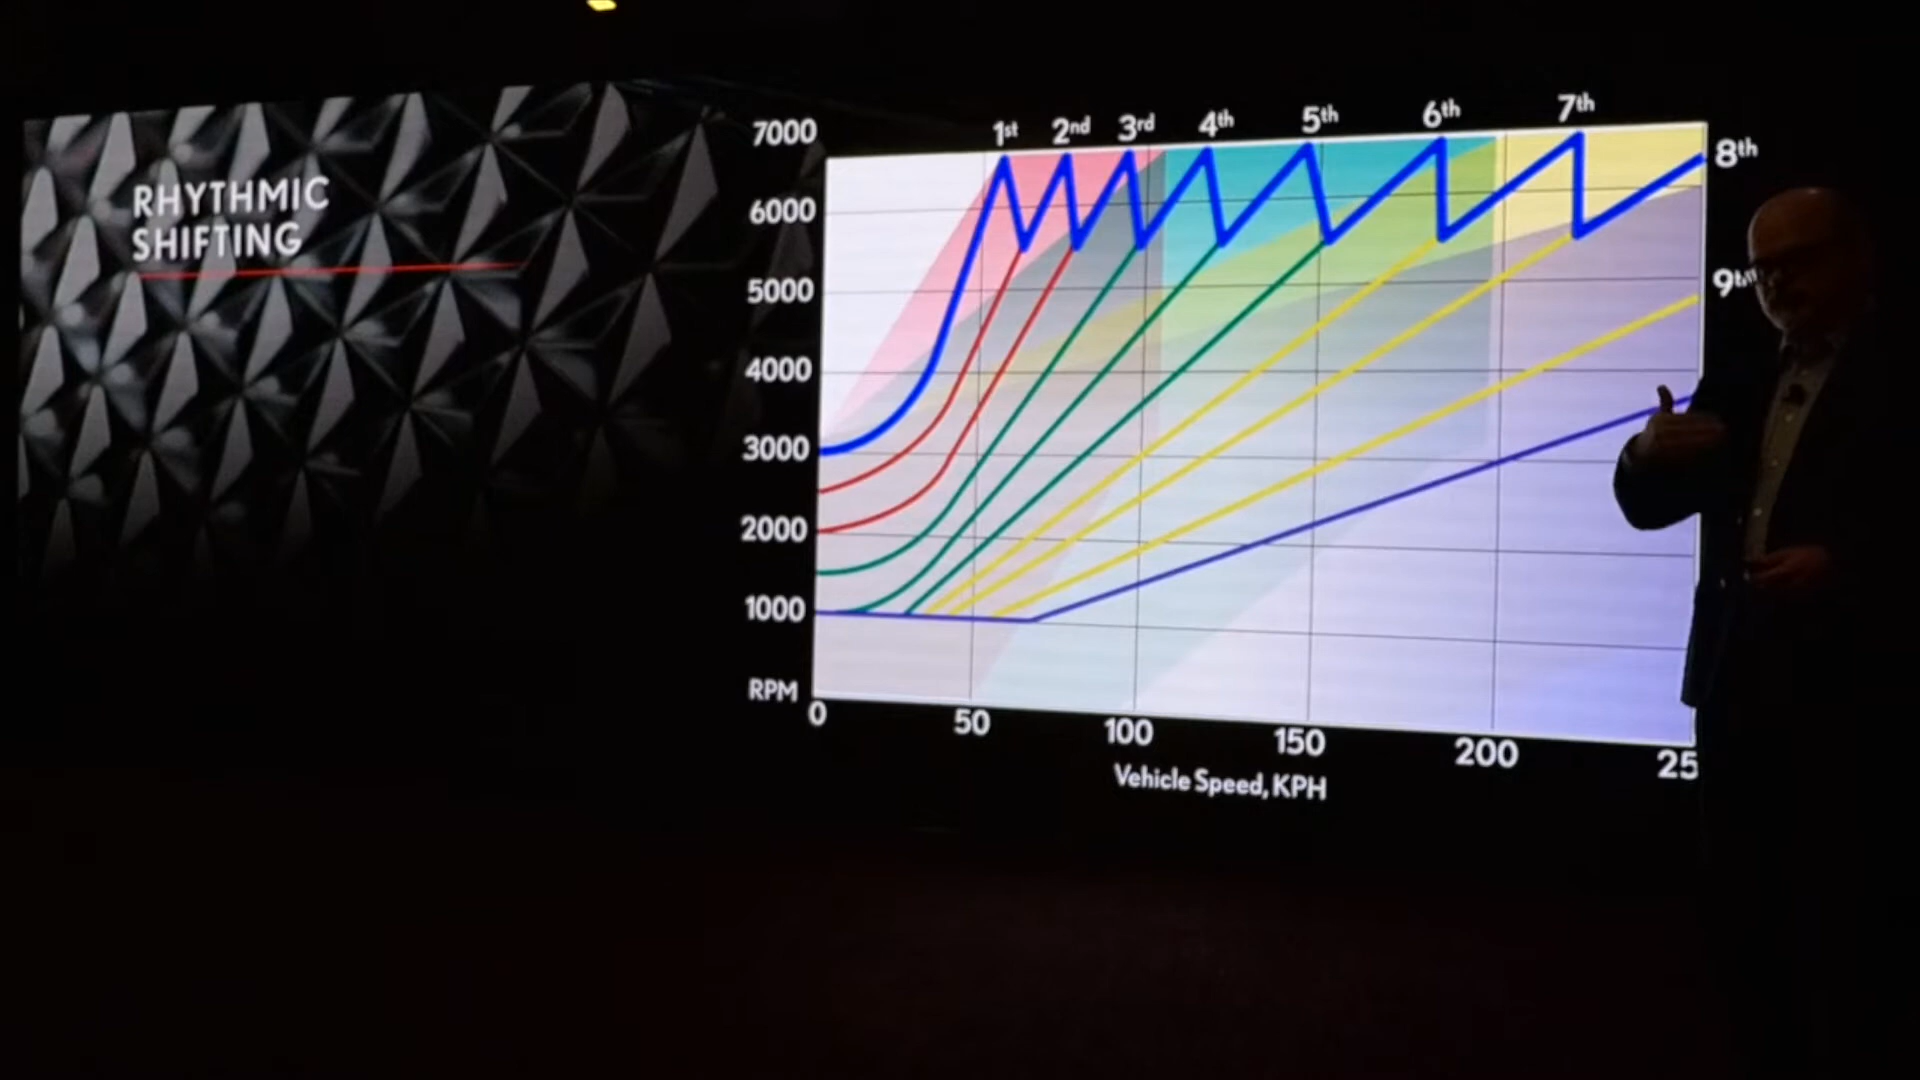 RHYTHMIC
SHIFTING
1st 2nd 3rd 4th 5th 6th 7th
8th
7000
6000
5000
4000
3000
2000
1000
RPM
0 50 100 150 200 25
Vehicle Speed, KPH